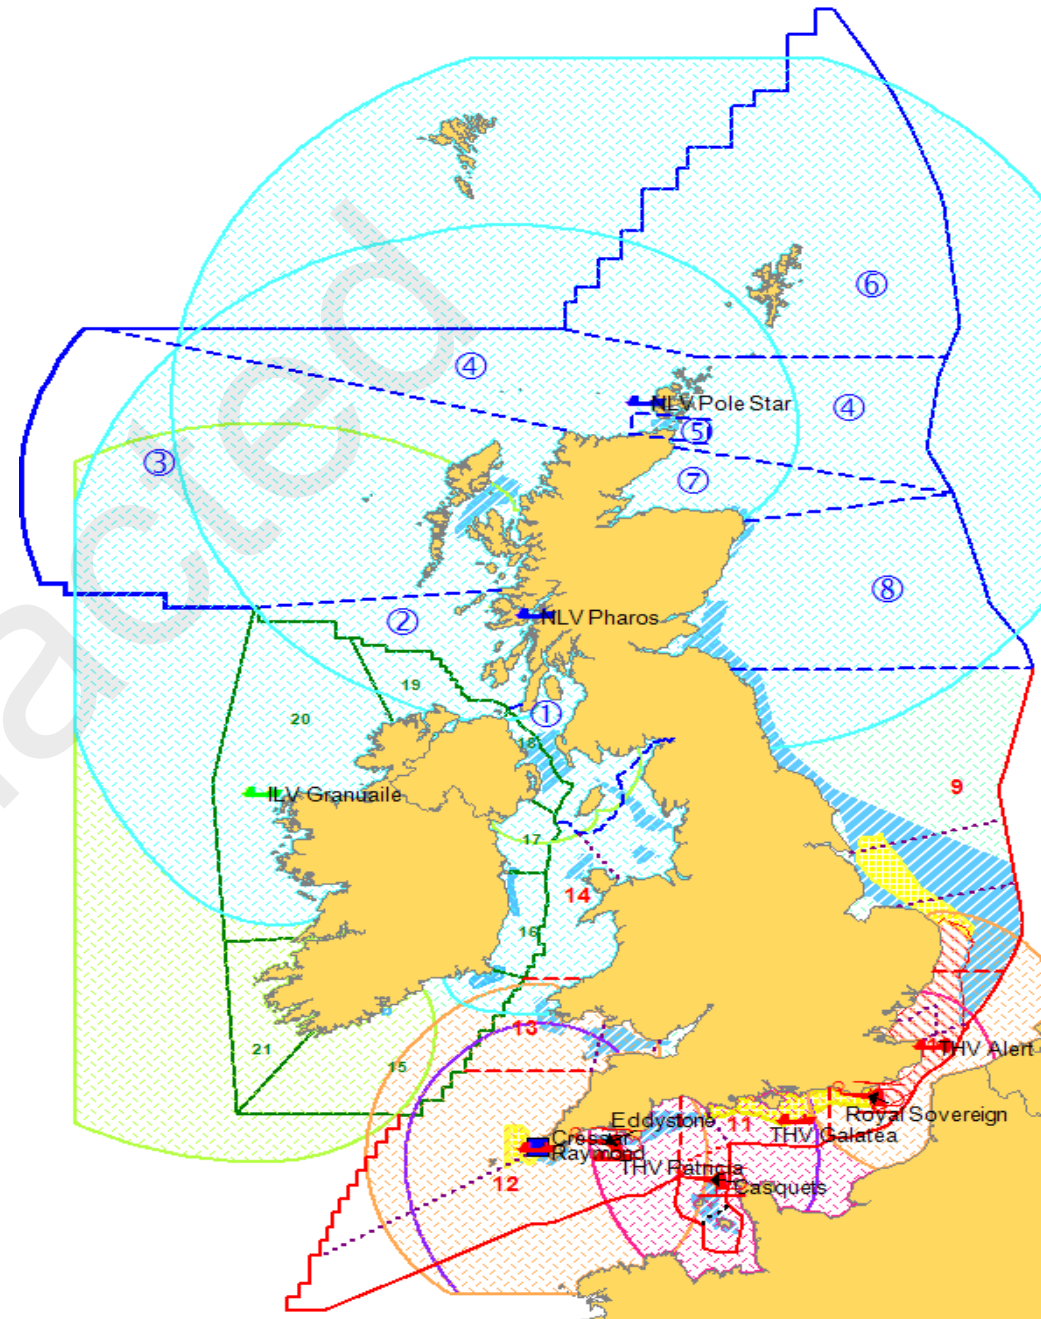 ⑥
④
NLV Pole Star
④
⑤
③
⑦
⑧
②
NLV Pharos
19
①
20
18
ILV Granuaile
9
17
14
16
13
21
15
THV Alert
Royal Sovereign
Eddystone
11
THV Galatea
Raymond
THV Patricia
12
Casquets
acted